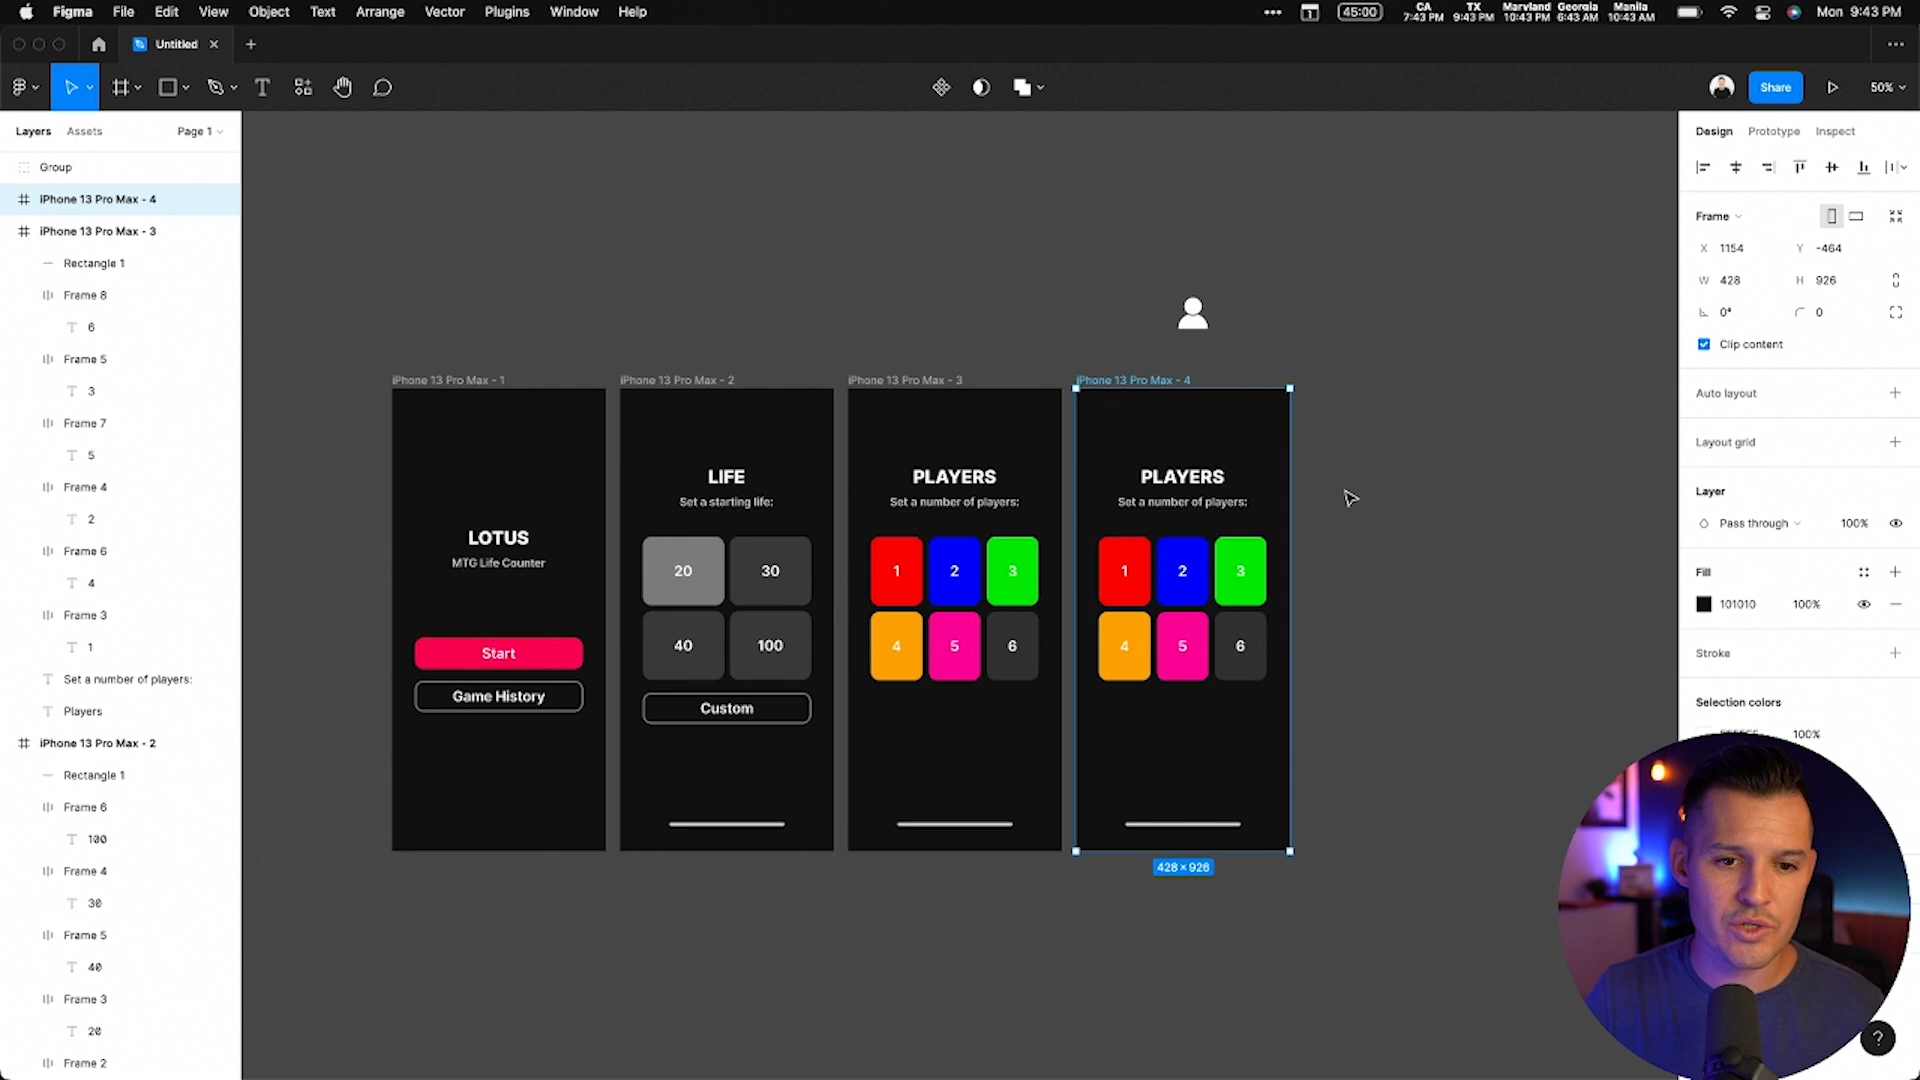 Figma File Edit View Object Text Arrange Vector Plugins Window Help
1 45:00 CA TX Maryland Georgia Manila Mon 9:43 PM
7:43 PM 9:43 PM 10:43 PM 6:43 AM 10:43 AM
Untitled
Share 50%
Layers Assets Page 1
Group
iPhone 13 Pro Max - 4
iPhone 13 Pro Max - 3
Rectangle 1
Frame 8
6
Frame 5
3
Frame 7
5
Frame 4
2
Frame 6
4
Frame 3
1
Set a number of players:
Players
iPhone 13 Pro Max - 2
Rectangle 1
Frame 6
100
Frame 4
30
Frame 5
40
Frame 3
20
Frame 2
iPhone 13 Pro Max - 1
LOTUS
MTG Life Counter
Start
Game History
iPhone 13 Pro Max - 2
LIFE
Set a starting life:
20 30
40 100
Custom
iPhone 13 Pro Max - 3
PLAYERS
Set a number of players:
1 2 3
4 5 6
iPhone 13 Pro Max - 4
PLAYERS
Set a number of players:
1 2 3
4 5 6
428 × 926
Design Prototype Inspect
Frame
X 1154 Y -464
W 428 H 926
0° 0
Clip content
Auto layout
Layout grid
Layer
Pass through 100%
Fill
101010 100%
Stroke
Selection colors
100%
?